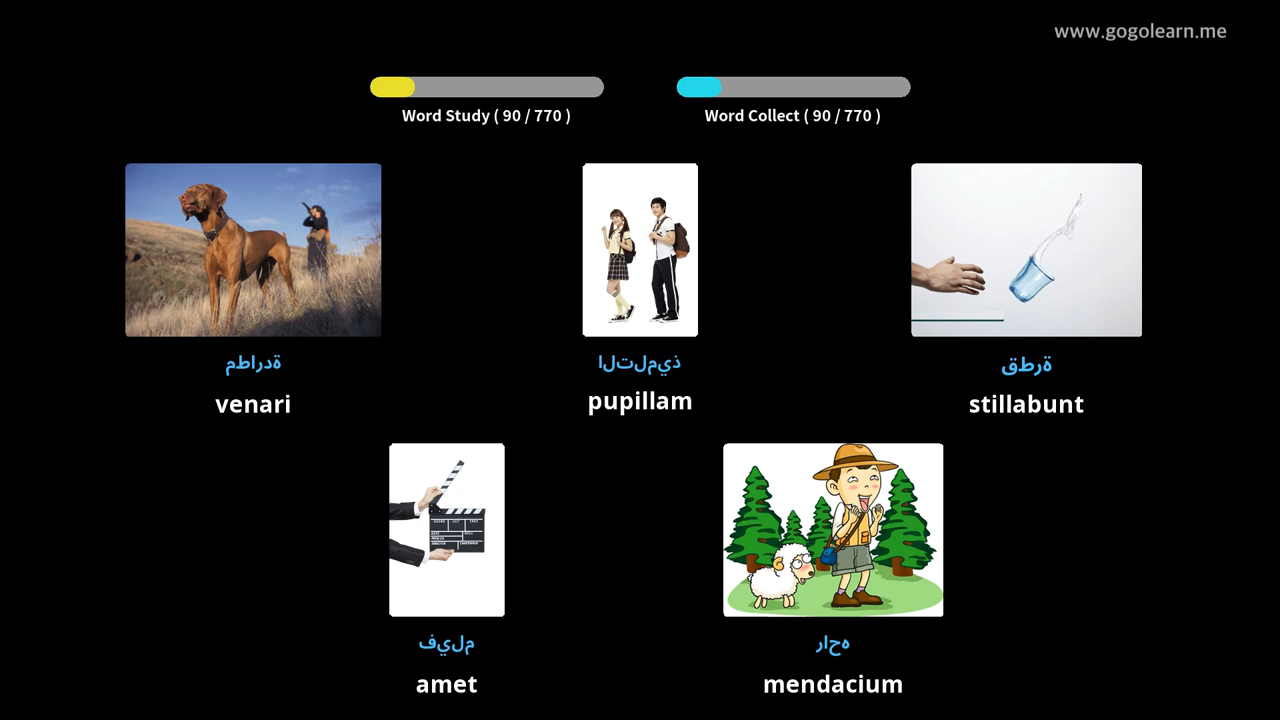 www.gogolearn.me
Word Study ( 90 / 770 )
Word Collect ( 90 / 770 )
مطاردة
venari
التلميذ
pupillam
قطرة
stillabunt
فيلم
amet
راحه
mendacium